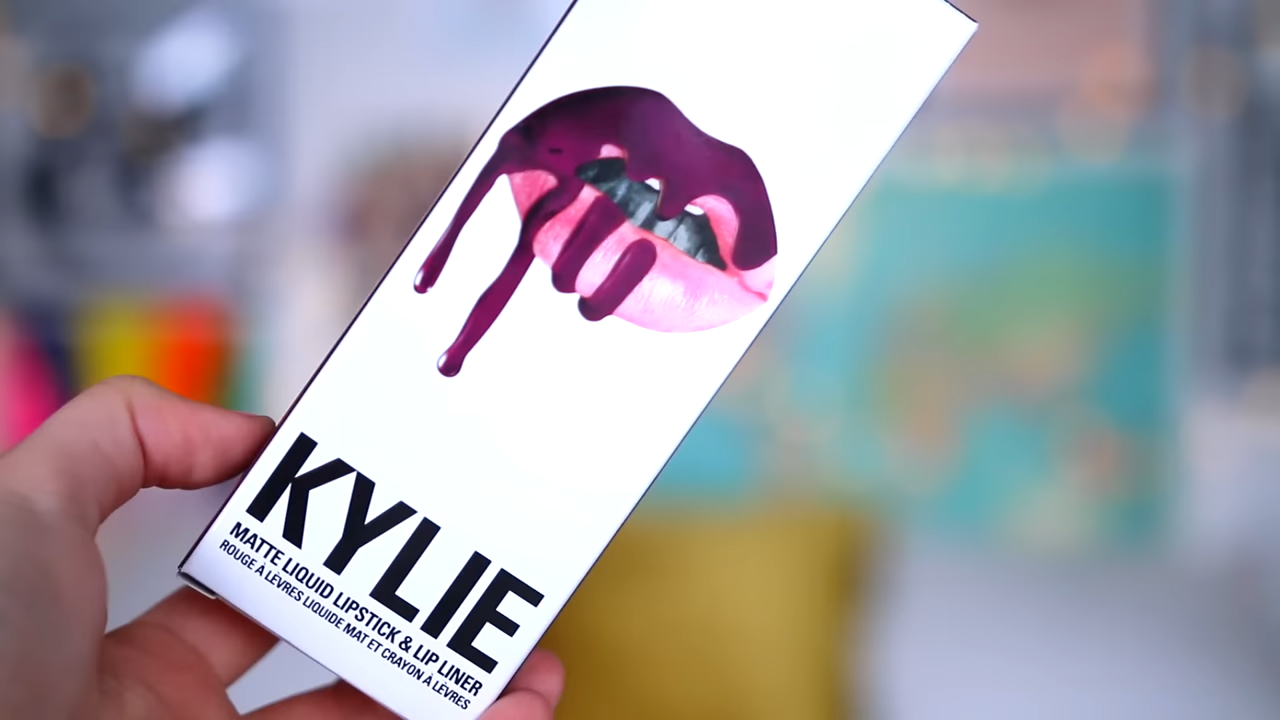 KYLIE
MATTE LIQUID LIPSTICK & LIP LINER
ROUGE À LÈVRES LIQUIDE MAT ET CRAYON À LÈVRES